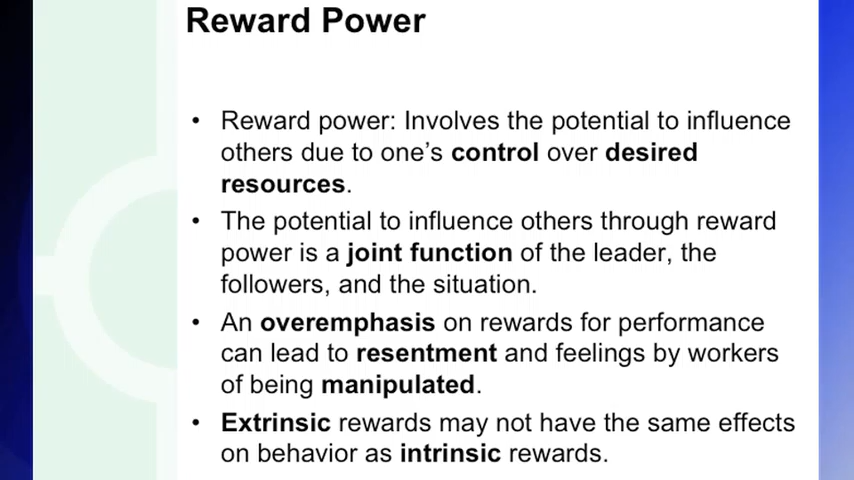 Reward Power
• Reward power: Involves the potential to influence
others due to one’s control over desired
resources.
• The potential to influence others through reward
power is a joint function of the leader, the
followers, and the situation.
• An overemphasis on rewards for performance
can lead to resentment and feelings by workers
of being manipulated.
• Extrinsic rewards may not have the same effects
on behavior as intrinsic rewards.